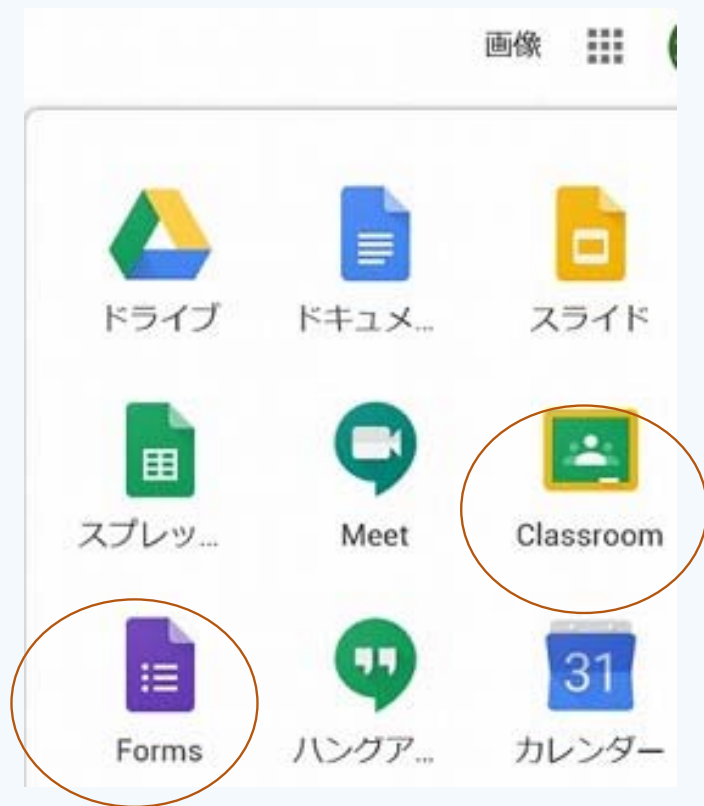 画像
ドライブ
ドキュメ...
スライド
スプレッ...
Meet
Classroom
Forms
ハングア...
31
カレンダー